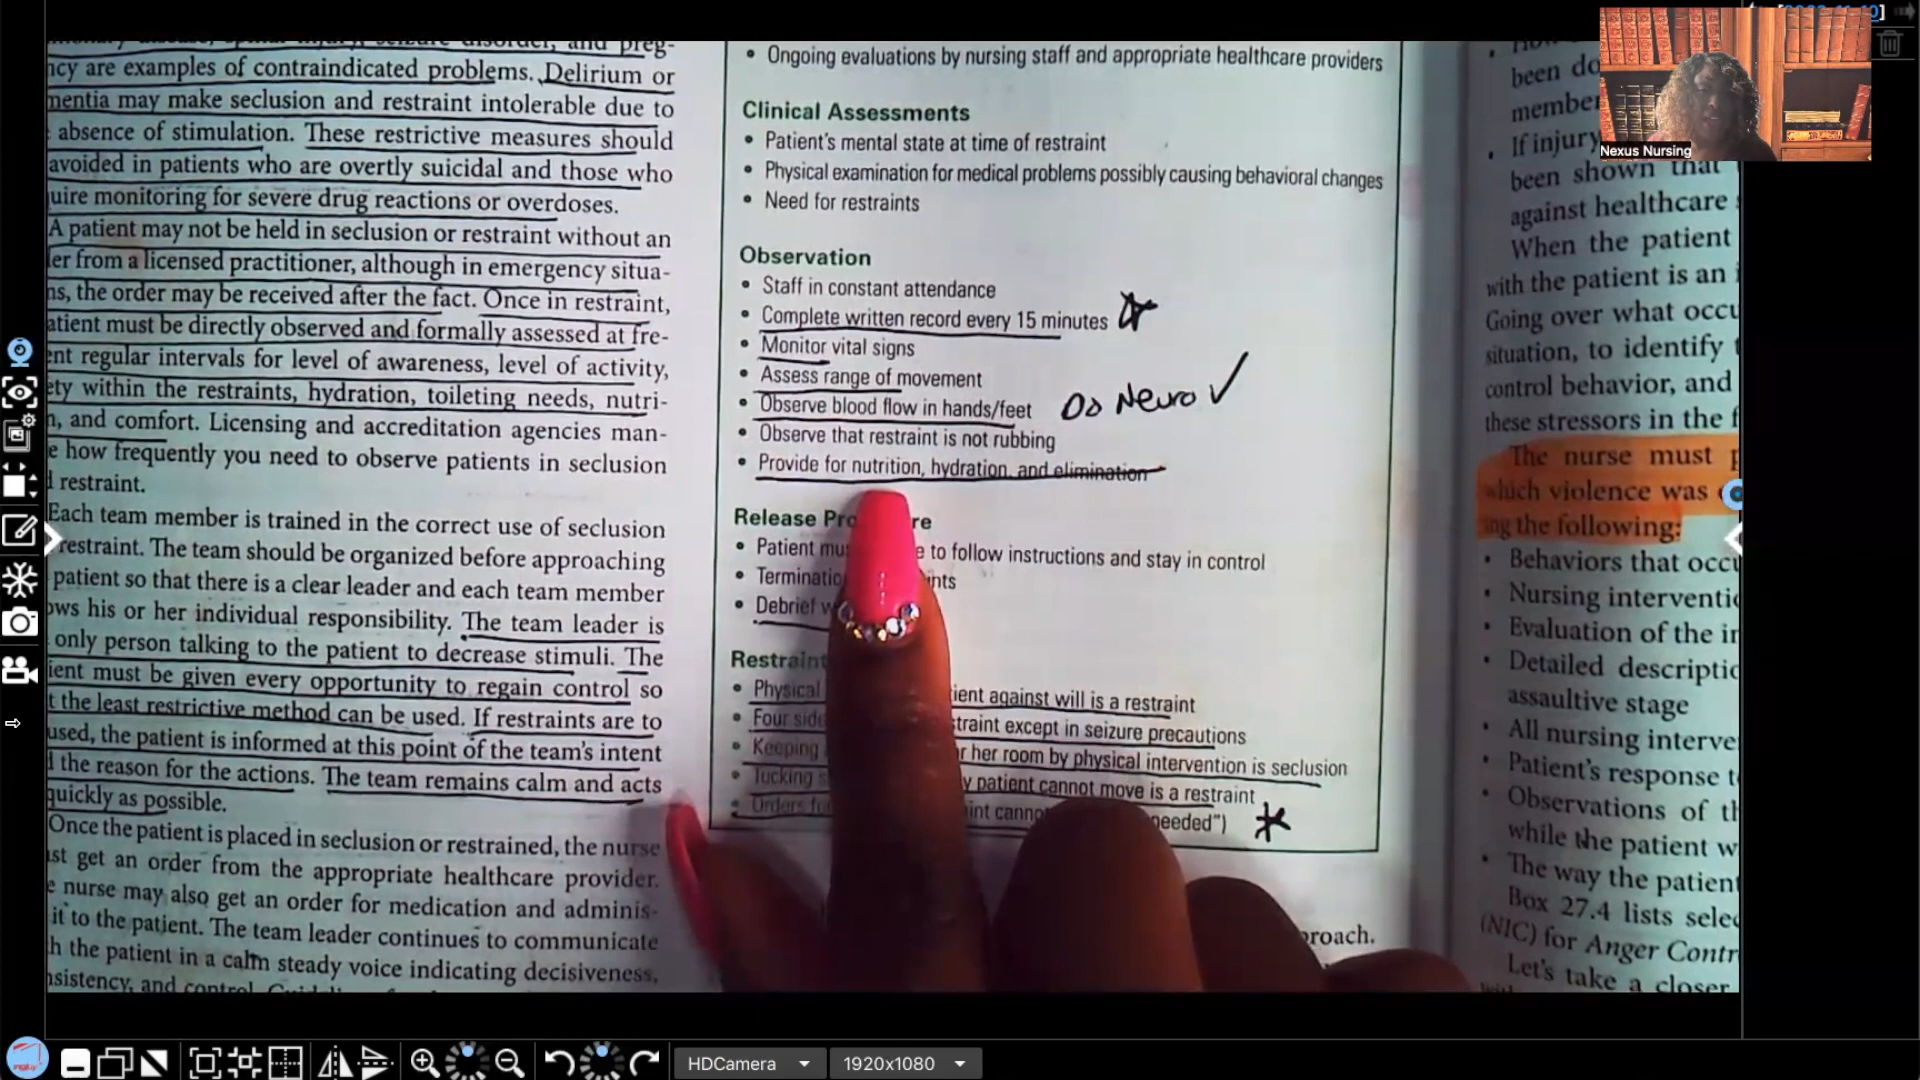 ncy are examples of contraindicated problems. Delirium or
mentia may make seclusion and restraint intolerable due to
absence of stimulation. These restrictive measures should
avoided in patients who are overtly suicidal and those who
uire monitoring for severe drug reactions or overdoses.
A patient may not be held in seclusion or restraint without an
er from a licensed practitioner, although in emergency situa-
ns, the order may be received after the fact. Once in restraint,
atient must be directly observed and formally assessed at fre-
ent regular intervals for level of awareness, level of activity,
ety within the restraints, hydration, toileting needs, nutri-
n, and comfort. Licensing and accreditation agencies man-
e how frequently you need to observe patients in seclusion
restraint.
Each team member is trained in the correct use of seclusion
restraint. The team should be organized before approaching
patient so that there is a clear leader and each team member
ows his or her individual responsibility. The team leader is
only person talking to the patient to decrease stimuli. The
ient must be given every opportunity to regain control so
t the least restrictive method can be used. If restraints are to
used, the patient is informed at this point of the team's intent
d the reason for the actions. The team remains calm and acts
quickly as possible.
Once the patient is placed in seclusion or restrained, the nurse
st get an order from the appropriate healthcare provider.
e nurse may also get an order for medication and adminis-
it to the patient. The team leader continues to communicate
h the patient in a calm steady voice indicating decisiveness,
nsistency, and control.
• Ongoing evaluations by nursing staff and appropriate healthcare providers
Clinical Assessments
• Patient's mental state at time of restraint
• Physical examination for medical problems possibly causing behavioral changes
• Need for restraints
Observation
• Staff in constant attendance
• Complete written record every 15 minutes
• Monitor vital signs
• Assess range of movement
• Observe blood flow in hands/feet
Do Neuro ✓
• Observe that restraint is not rubbing
• Provide for nutrition, hydration, and elimination
Release Pro re
• Patient mu e to follow instructions and stay in control
• Terminatio nts
• Debrief w
Restraint
• Physical ient against will is a restraint
• Four side straint except in seizure precautions
• Keeping r her room by physical intervention is seclusion
• Tucking s y patient cannot move is a restraint
• Orders fo int canno needed")
proach.
been do
member
• If injury
been shown that
against healthcare
When the patient
with the patient is an
Going over what occu
situation, to identify
control behavior, and
these stressors in the f
The nurse must p
which violence was
ing the following:
• Behaviors that occu
• Nursing interventio
• Evaluation of the in
• Detailed descriptio
assaultive stage
• All nursing interve
• Patient's response t
• Observations of th
while the patient w
• The way the patient
Box 27.4 lists selec
(NIC) for Anger Contr
Let's take a closer
Nexus Nursing
HDCamera
1920x1080